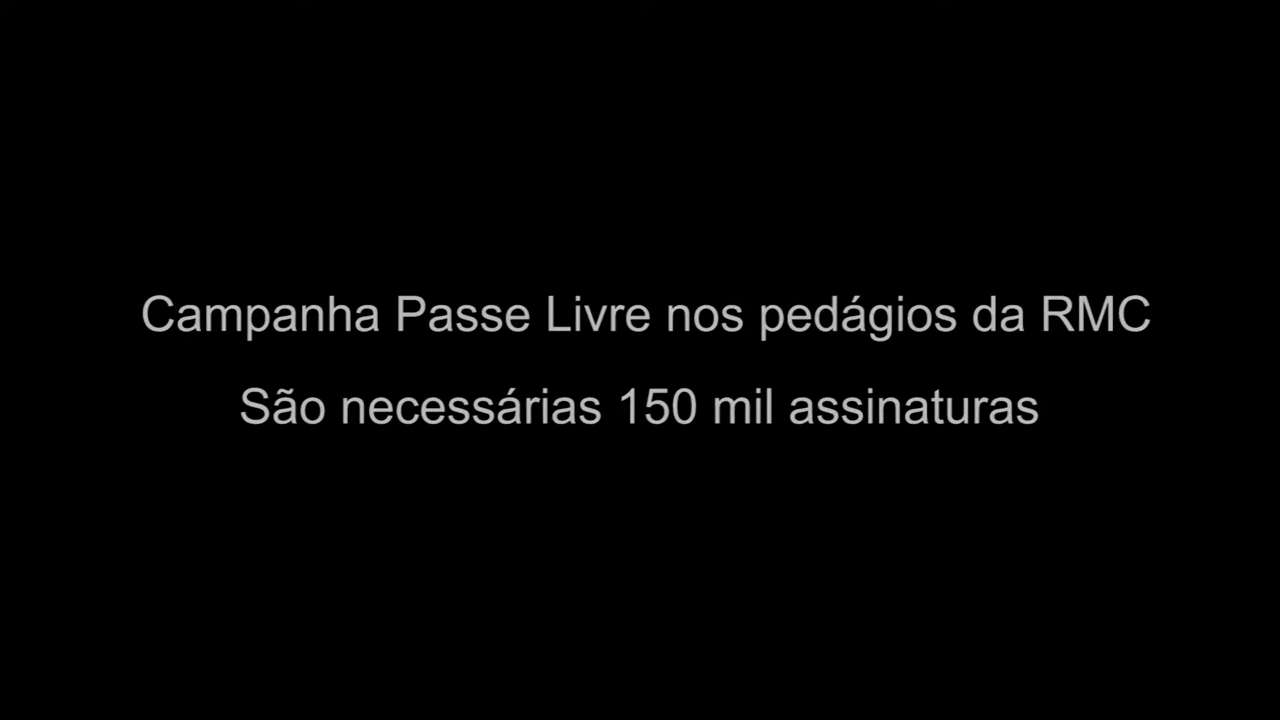 Campanha Passe Livre nos pedágios da RMC
São necessárias 150 mil assinaturas